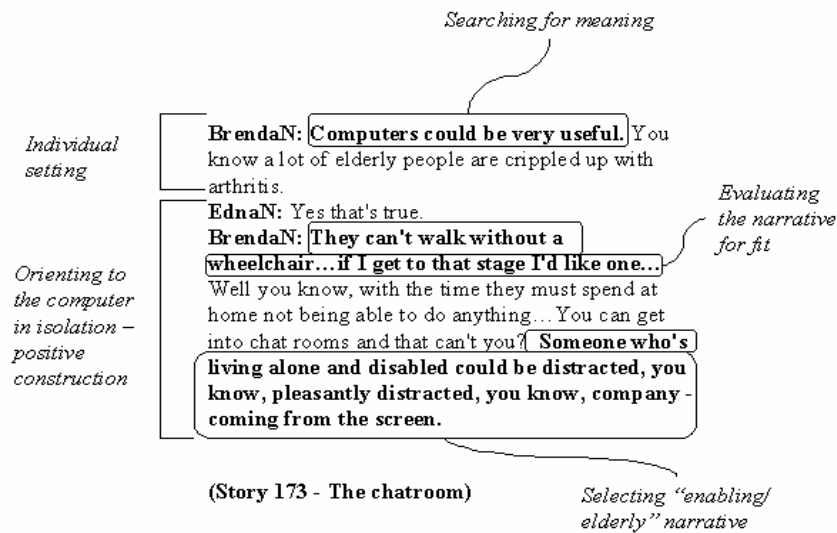 Searching for meaning
Individual
setting
BrendaN: Computers could be very useful. You
know a lot of elderly people are crippled up with
arthritis.
EdnaN: Yes that's true.
BrendaN: They can't walk without a
wheelchair…if I get to that stage I'd like one…
Well you know, with the time they must spend at
home not being able to do anything… You can get
into chat rooms and that can't you? Someone who's
living alone and disabled could be distracted, you
know, pleasantly distracted, you know, company -
coming from the screen.
Evaluating
the narrative
for fit
Orienting to
the computer
in isolation –
positive
construction
(Story 173 - The chatroom)
Selecting “enabling/
elderly” narrative